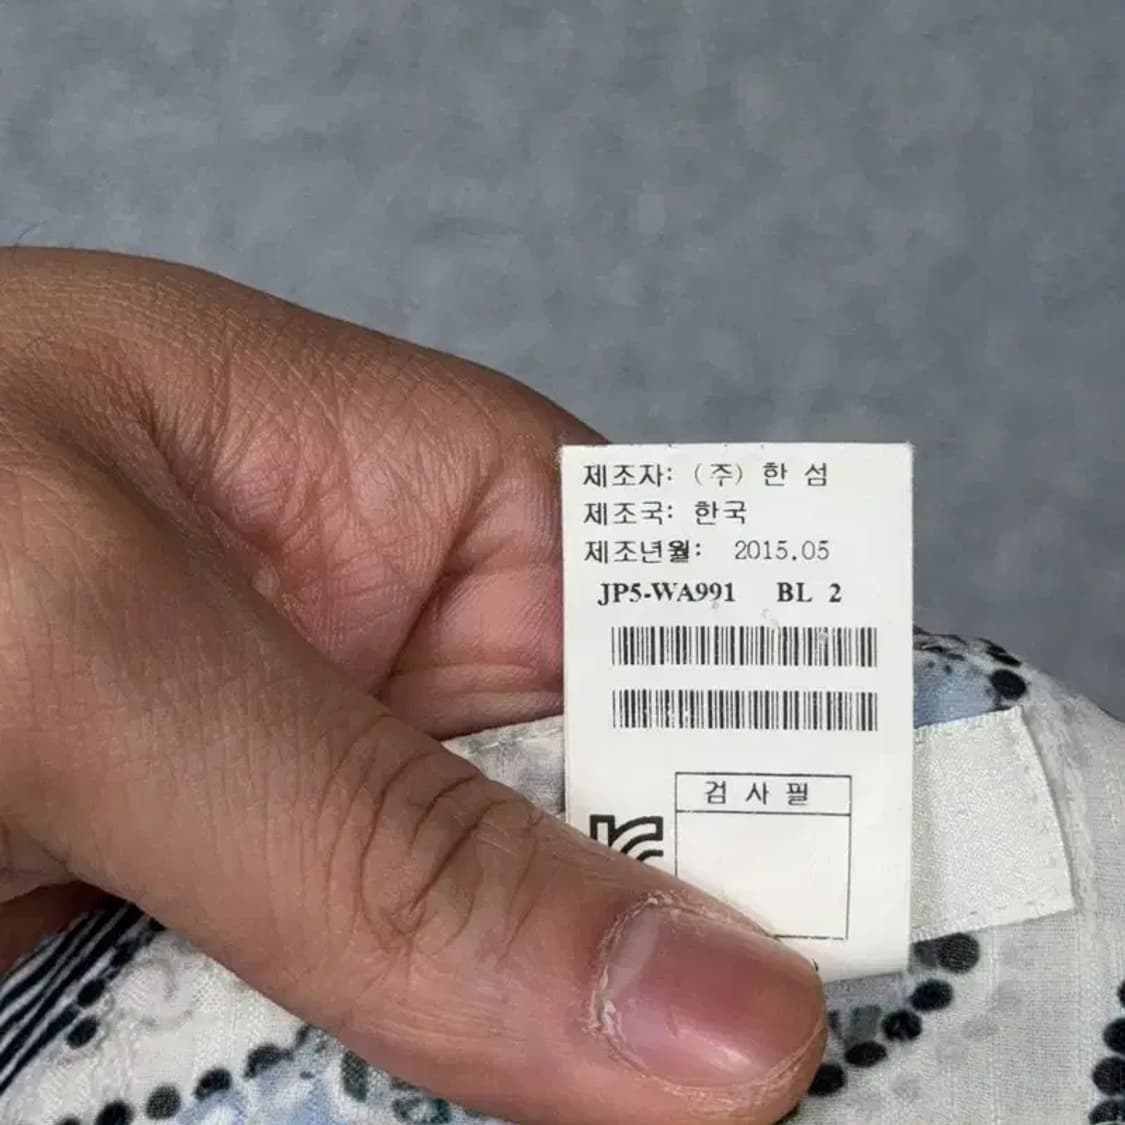 제조자: (주) 한 섬
제조국: 한국
제조년월: 2015.05
JP5-WA991 BL 2
검 사 필